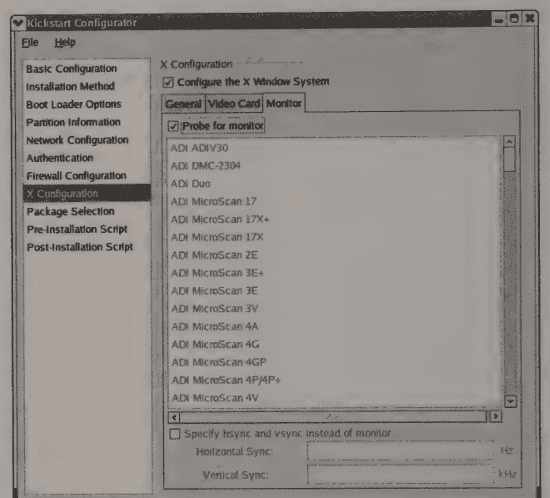 Kickstart Configurator
File Help
Basic Configuration
Installation Method
Boot Loader Options
Partition Information
Network Configuration
Authentication
Firewall Configuration
X Configuration
Package Selection
Pre-Installation Script
Post-Installation Script
X Configuration
Configure the X Window System
General Video Card Monitor
Probe for monitor
ADI ADIV30
ADI DMC-2304
ADI Duo
ADI MicroScan 17
ADI MicroScan 17X+
ADI MicroScan 17X
ADI MicroScan 2E
ADI MicroScan 3E+
ADI MicroScan 3E
ADI MicroScan 3V
ADI MicroScan 4A
ADI MicroScan 4G
ADI MicroScan 4GP
ADI MicroScan 4P/4P+
ADI MicroScan 4V
Specify hsync and vsync instead of monitor
Horizontal Sync: Hz
Vertical Sync: kHz